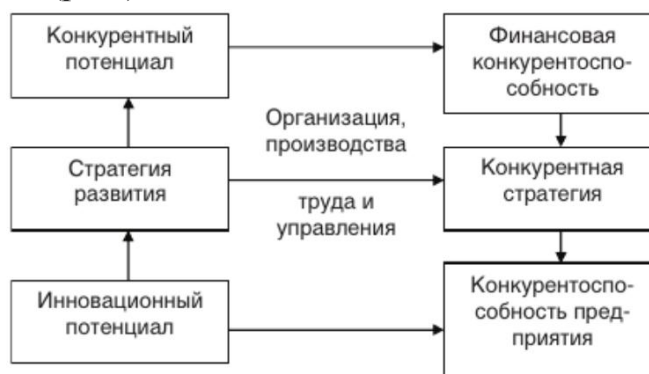 Конкурентный
потенциал
Финансовая
конкурентоспо-
собность
Организация,
производства
Стратегия
развития
Конкурентная
стратегия
труда и
управления
Инновационный
потенциал
Конкурентоспо-
собность пред-
приятия